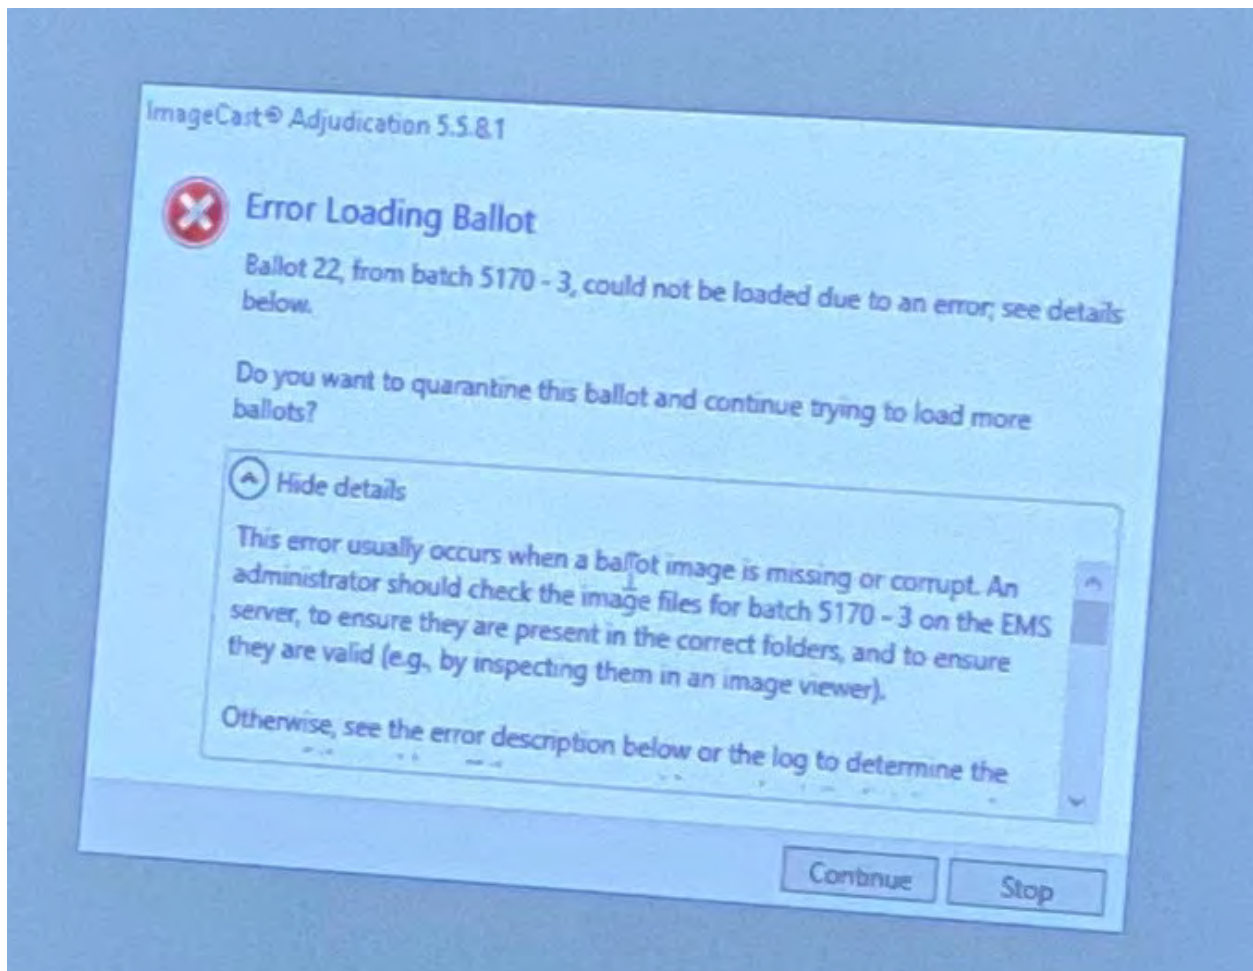 ImageCast® Adjudication 5.5.8.1
Error Loading Ballot
Ballot 22, from batch 5170 - 3, could not be loaded due to an error; see details
below.
Do you want to quarantine this ballot and continue trying to load more
ballots?
Hide details
This error usually occurs when a ballot image is missing or corrupt. An
administrator should check the image files for batch 5170 - 3 on the EMS
server, to ensure they are present in the correct folders, and to ensure
they are valid (e.g., by inspecting them in an image viewer).
Otherwise, see the error description below or the log to determine the
Continue
Stop